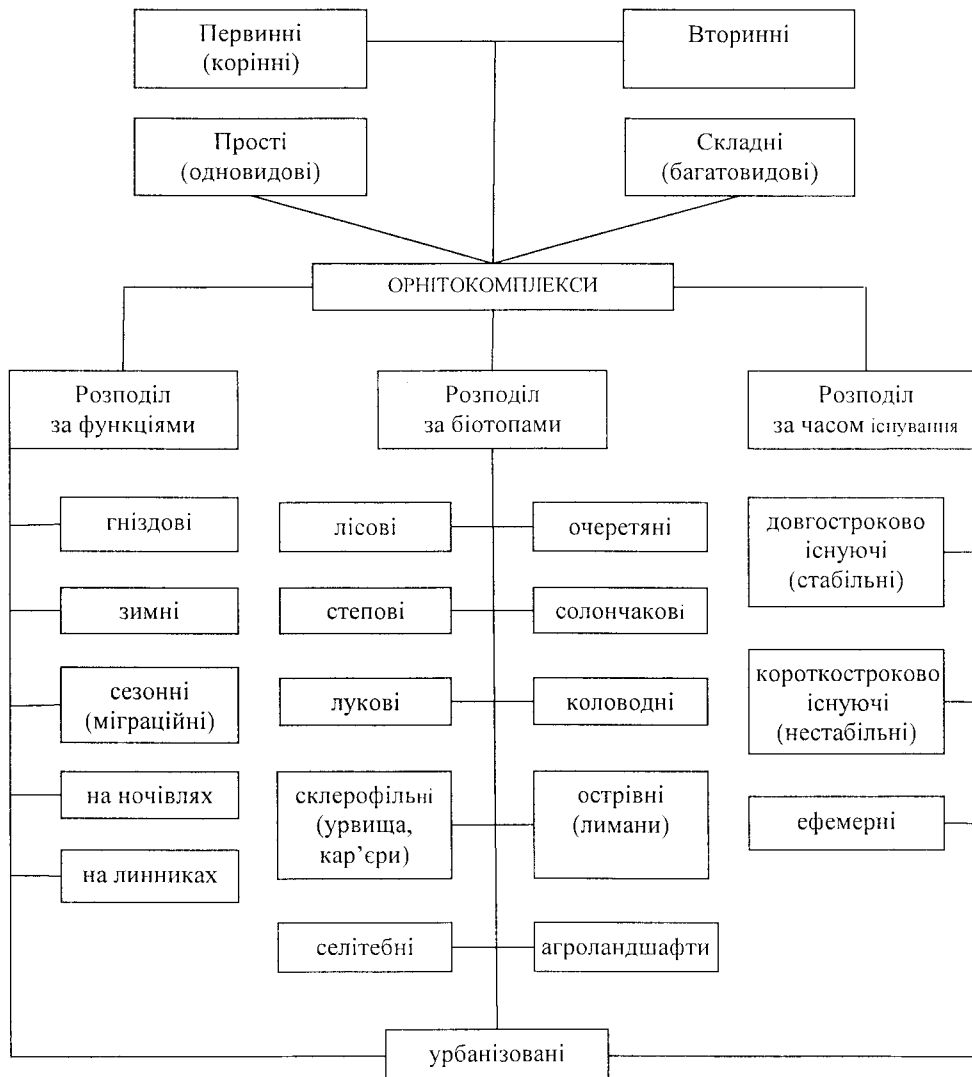 Первинні
(корінні)
Вторинні
Прості
(одновидові)
Складні
(багатовидові)
ОРНІТОКОМПЛЕКСИ
Розподіл
за функціями
Розподіл
за біотопами
Розподіл
за часом існування
гніздові
зимні
сезонні
(міграційні)
на ночівлях
на линниках
лісові
очеретяні
степові
солончакові
лукові
коловодні
склерофільні
(урвища,
кар’єри)
острівні
(лимани)
селітебні
агроландшафти
довгостроково
існуючі
(стабільні)
короткостроково
існуючі
(нестабільні)
ефемерні
урбанізовані